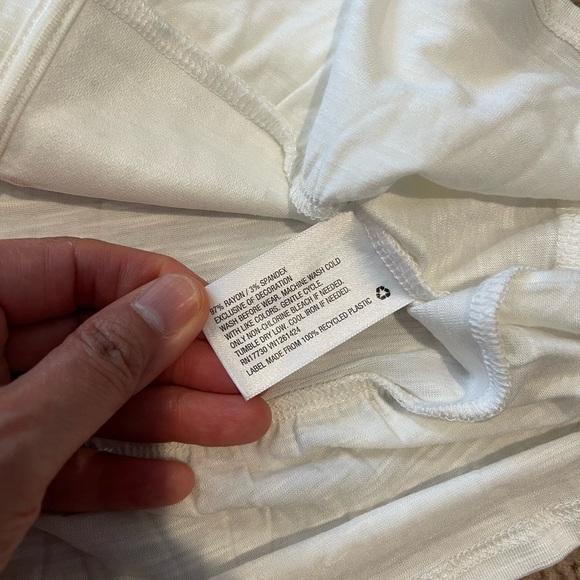 97% RAYON / 3% SPANDEX
EXCLUSIVE OF DECORATION
WASH BEFORE WEAR, MACHINE WASH COLD
WITH LIKE COLORS, GENTLE CYCLE.
ONLY NON-CHLORINE BLEACH IF NEEDED.
TUMBLE DRY LOW. COOL IRON IF NEEDED.
RN17730 VN1261424
LABEL MADE FROM 100% RECYCLED PLASTIC